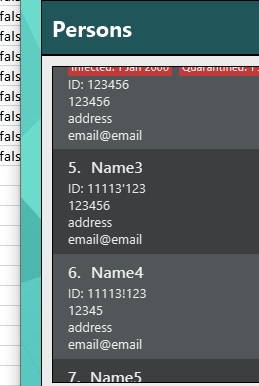 Persons
Infected: 1 Jan 2000 Quarantined: 1
ID: 123456
123456
address
email@email
5. Name3
ID: 11113'123
123456
address
email@email
6. Name4
ID: 11113!123
12345
address
email@email
7. Name5
fals
fals
fals
fals
fals
fals
fals
fals